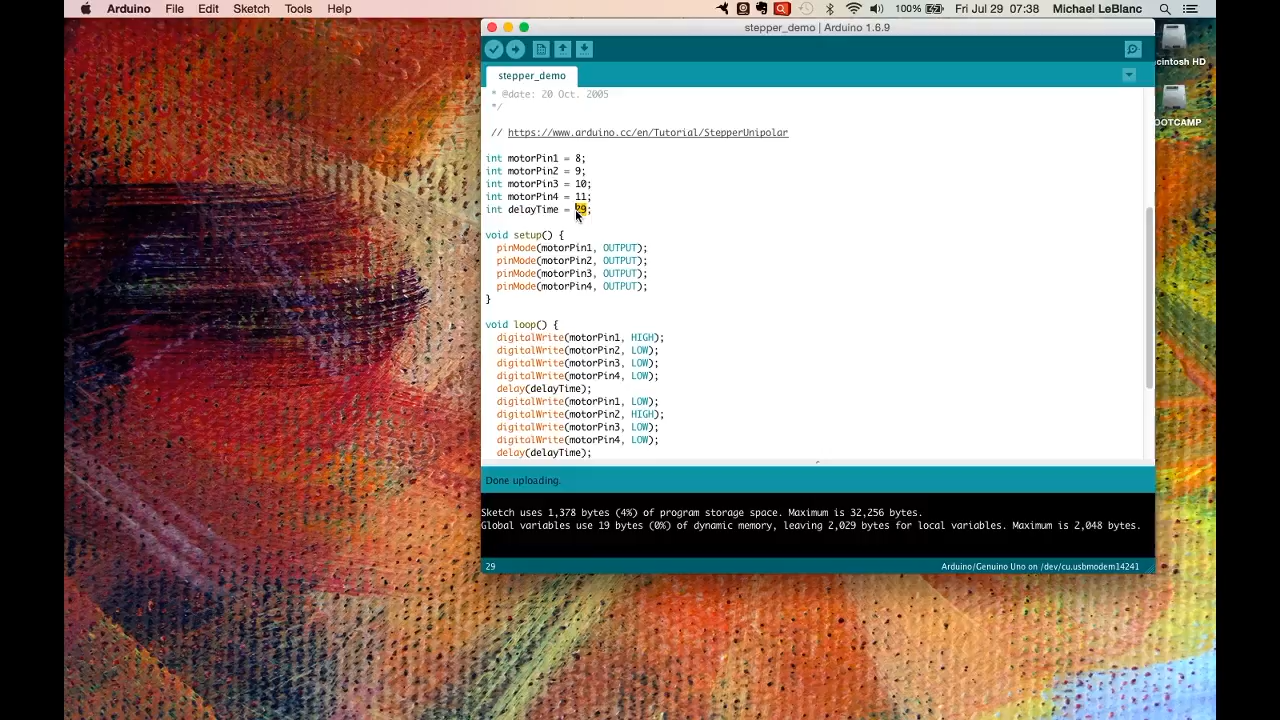 Arduino File Edit Sketch Tools Help 100% Fri Jul 29 07:38 Michael LeBlanc
stepper_demo | Arduino 1.6.9
stepper_demo
cintosh HD
OOTCAMP
* @date: 20 Oct. 2005
*/
// https://www.arduino.cc/en/Tutorial/StepperUnipolar
int motorPin1 = 8;
int motorPin2 = 9;
int motorPin3 = 10;
int motorPin4 = 11;
int delayTime = 29;
void setup() {
pinMode(motorPin1, OUTPUT);
pinMode(motorPin2, OUTPUT);
pinMode(motorPin3, OUTPUT);
pinMode(motorPin4, OUTPUT);
}
void loop() {
digitalWrite(motorPin1, HIGH);
digitalWrite(motorPin2, LOW);
digitalWrite(motorPin3, LOW);
digitalWrite(motorPin4, LOW);
delay(delayTime);
digitalWrite(motorPin1, LOW);
digitalWrite(motorPin2, HIGH);
digitalWrite(motorPin3, LOW);
digitalWrite(motorPin4, LOW);
delay(delayTime);
Done uploading.
Sketch uses 1,378 bytes (4%) of program storage space. Maximum is 32,256 bytes.
Global variables use 19 bytes (0%) of dynamic memory, leaving 2,029 bytes for local variables. Maximum is 2,048 bytes.
29 Arduino/Genuino Uno on /dev/cu.usbmodem14241